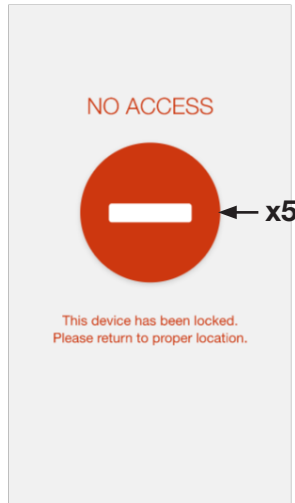 NO ACCESS
x5
This device has been locked.
Please return to proper location.